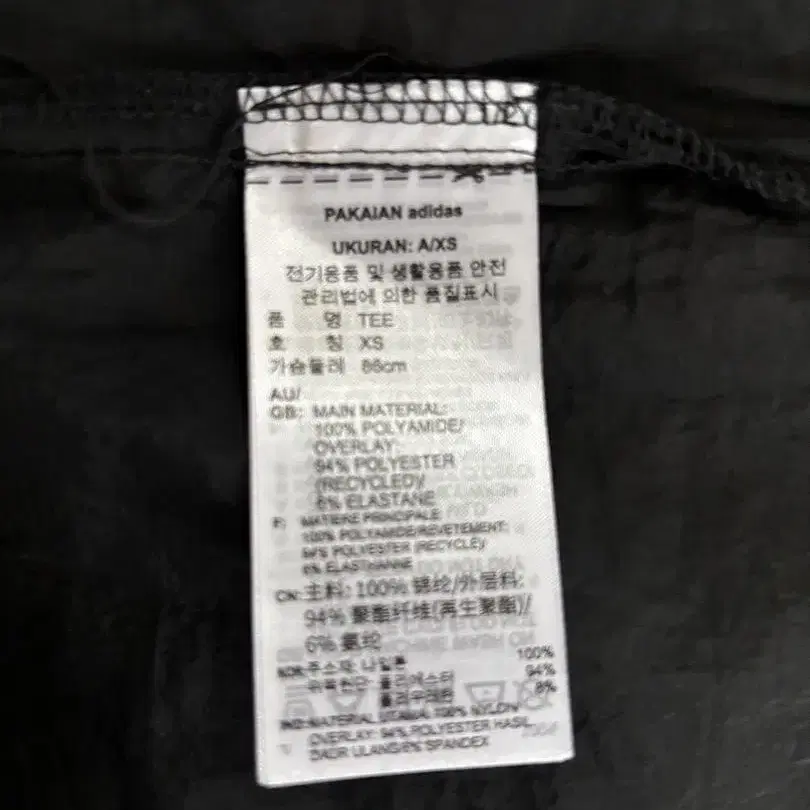 PAKAIAN adidas
UKURAN: A/XS
전기용품 및 생활용품 안전
관리법에 의한 품질표시
품 명 TEE
호 칭 XS
가슴둘레 86cm
AU/
GB: MAIN MATERIAL:
100% POLYAMIDE/
OVERLAY:
94% POLYESTER
(RECYCLED)/
6% ELASTANE
F: MATIERE PRINCIPALE:
100% POLYAMIDE/REVETEMENT:
94% POLYESTER (RECYCLE)/
6% ELASTHANNE
CN: 主料: 100% 锦纶/外层料:
94% 聚酯纤维(再生聚酯)/
6% 氨纶
KOR: 주소재: 나일론 100%
폴리에스터 94%
폴리우레탄 6%
IND: MATERIAL UTAMA: 100% NYLON/
OVERLAY: 94% POLYESTER HASIL
DAUR ULANG/6% SPANDEX